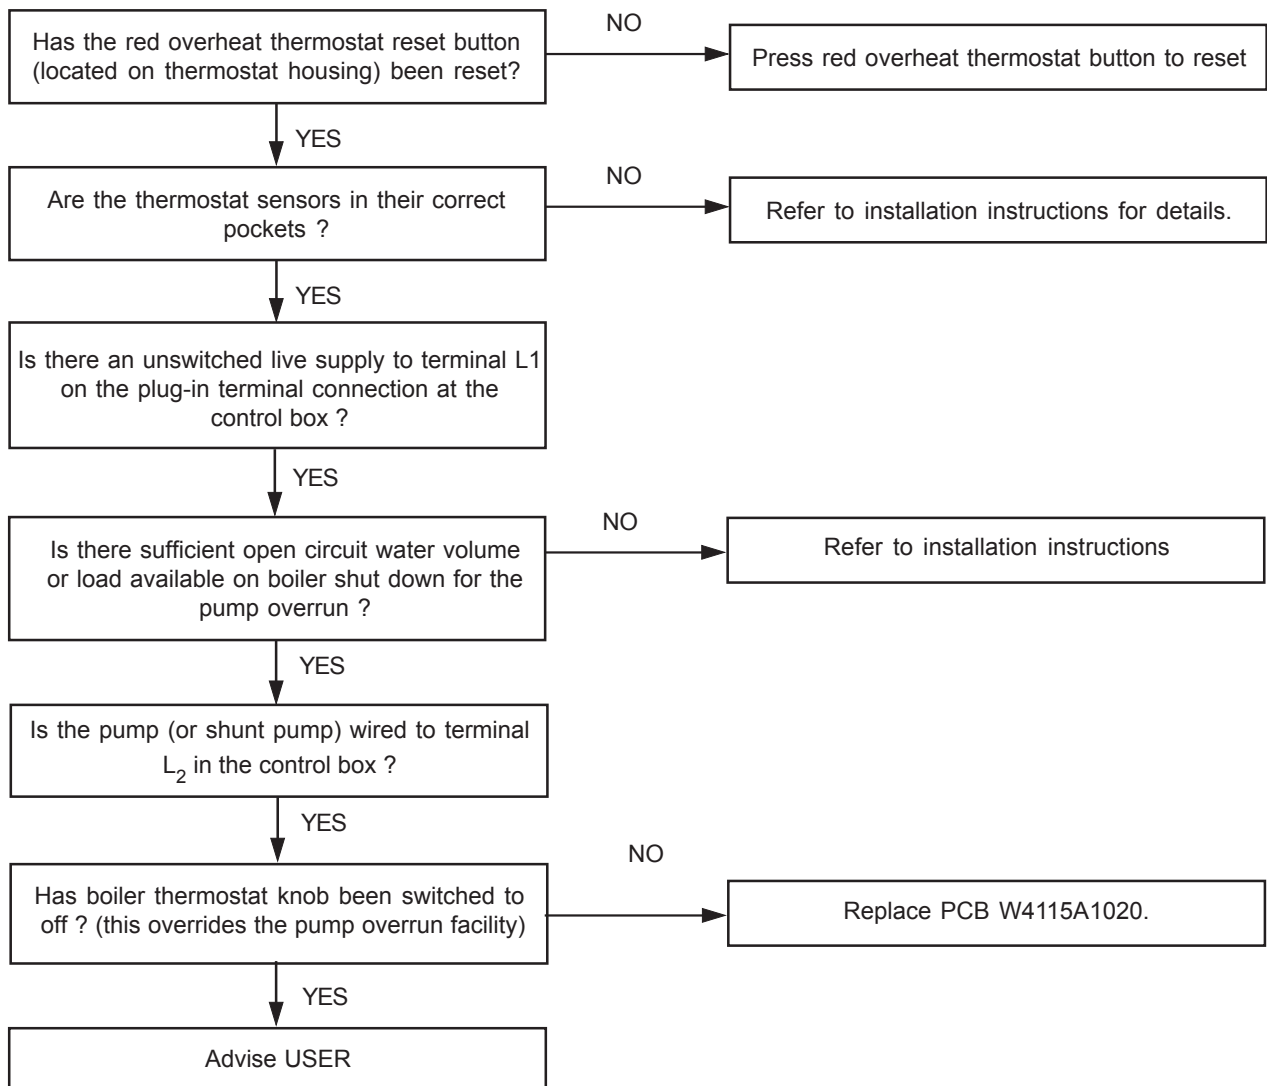 Has the red overheat thermostat reset button
(located on thermostat housing) been reset?
NO
Press red overheat thermostat button to reset
YES
Are the thermostat sensors in their correct
pockets ?
NO
Refer to installation instructions for details.
YES
Is there an unswitched live supply to terminal L1
on the plug-in terminal connection at the
control box ?
YES
Is there sufficient open circuit water volume
or load available on boiler shut down for the
pump overrun ?
NO
Refer to installation instructions
YES
Is the pump (or shunt pump) wired to terminal
L2 in the control box ?
YES
Has boiler thermostat knob been switched to
off ? (this overrides the pump overrun facility)
NO
Replace PCB W4115A1020.
YES
Advise USER